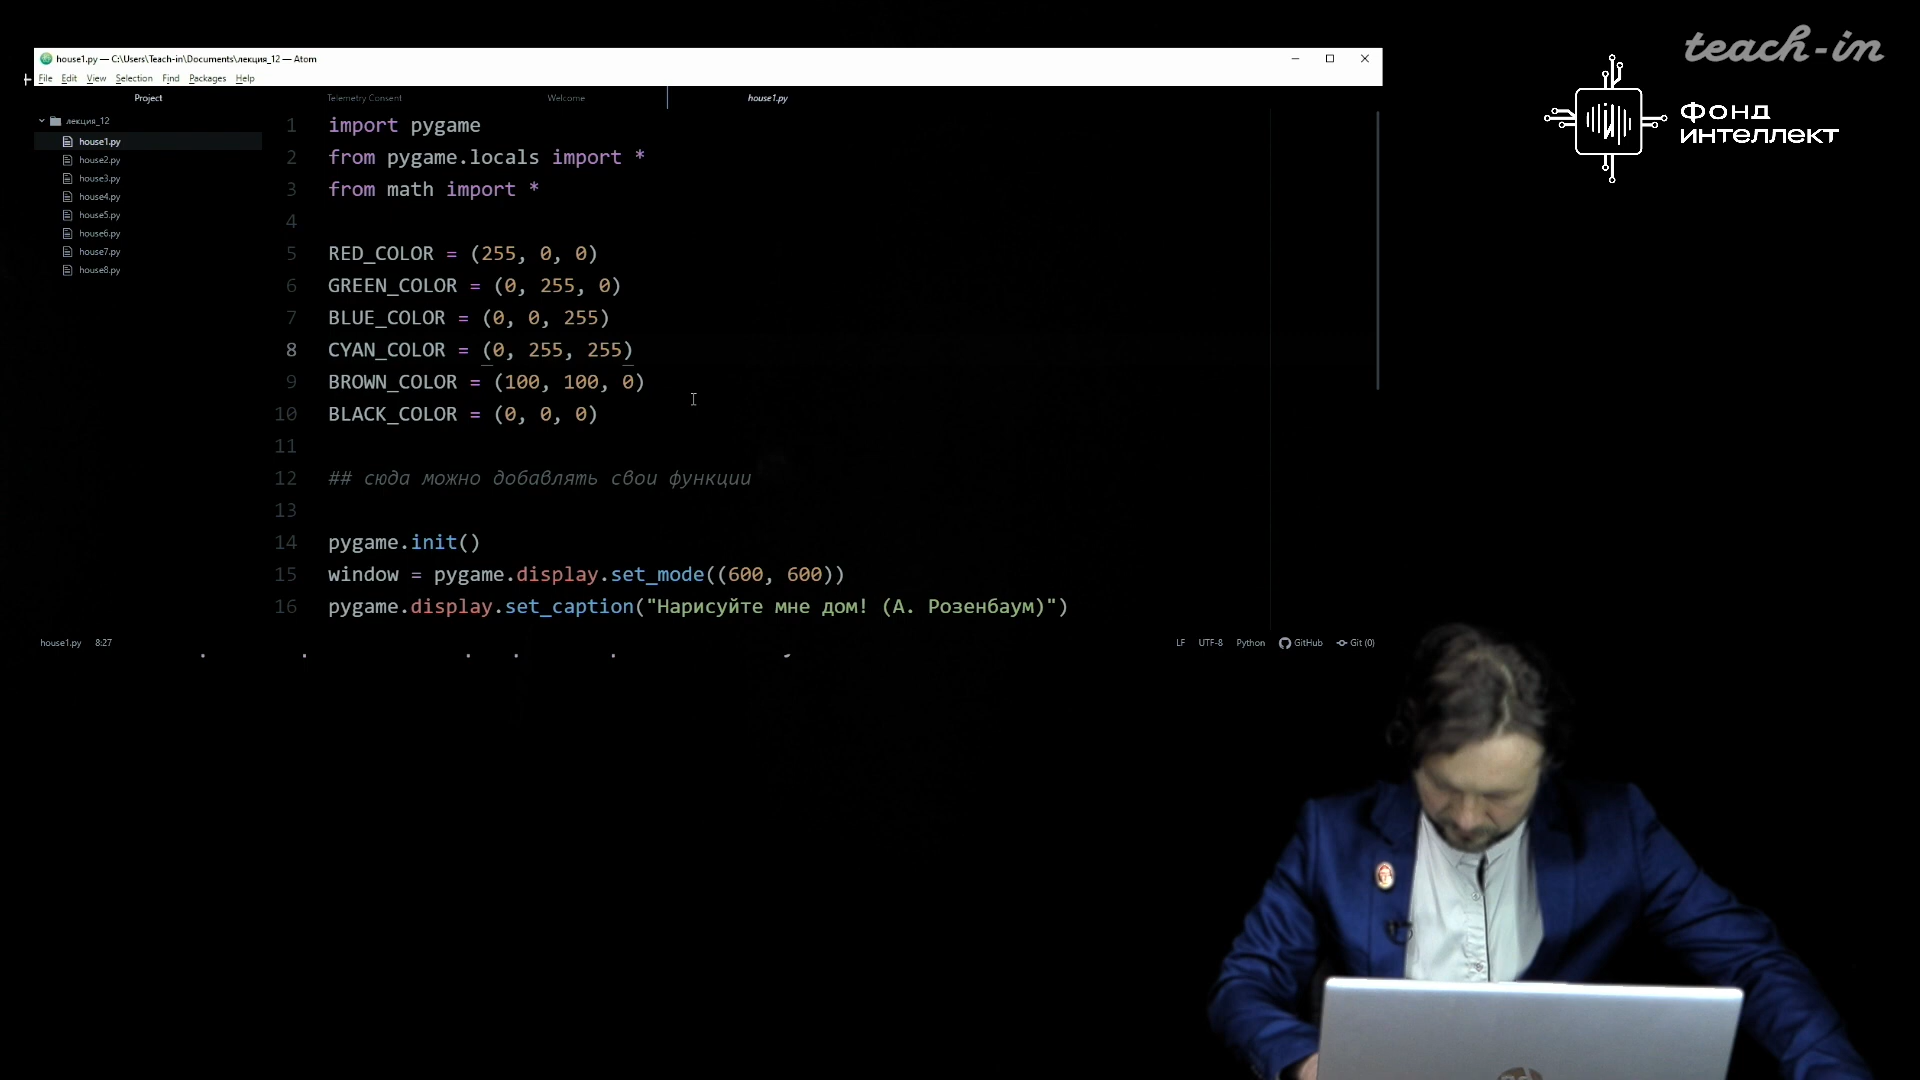 teach-in
ФОНД
ИНТЕЛЛЕКТ
house1.py — C:\Users\Teach-in\Documents\лекция_12 — Atom
File Edit View Selection Find Packages Help
Project
Telemetry Consent
Welcome
house1.py
лекция_12
house1.py
house2.py
house3.py
house4.py
house5.py
house6.py
house7.py
house8.py
1 import pygame
2 from pygame.locals import *
3 from math import *
4
5 RED_COLOR = (255, 0, 0)
6 GREEN_COLOR = (0, 255, 0)
7 BLUE_COLOR = (0, 0, 255)
8 CYAN_COLOR = (0, 255, 255)
9 BROWN_COLOR = (100, 100, 0)
10 BLACK_COLOR = (0, 0, 0)
11
12 ## сюда можно добавлять свои функции
13
14 pygame.init()
15 window = pygame.display.set_mode((600, 600))
16 pygame.display.set_caption("Нарисуйте мне дом! (А. Розенбаум)")
house1.py 8:27
LF UTF-8 Python GitHub Git (0)